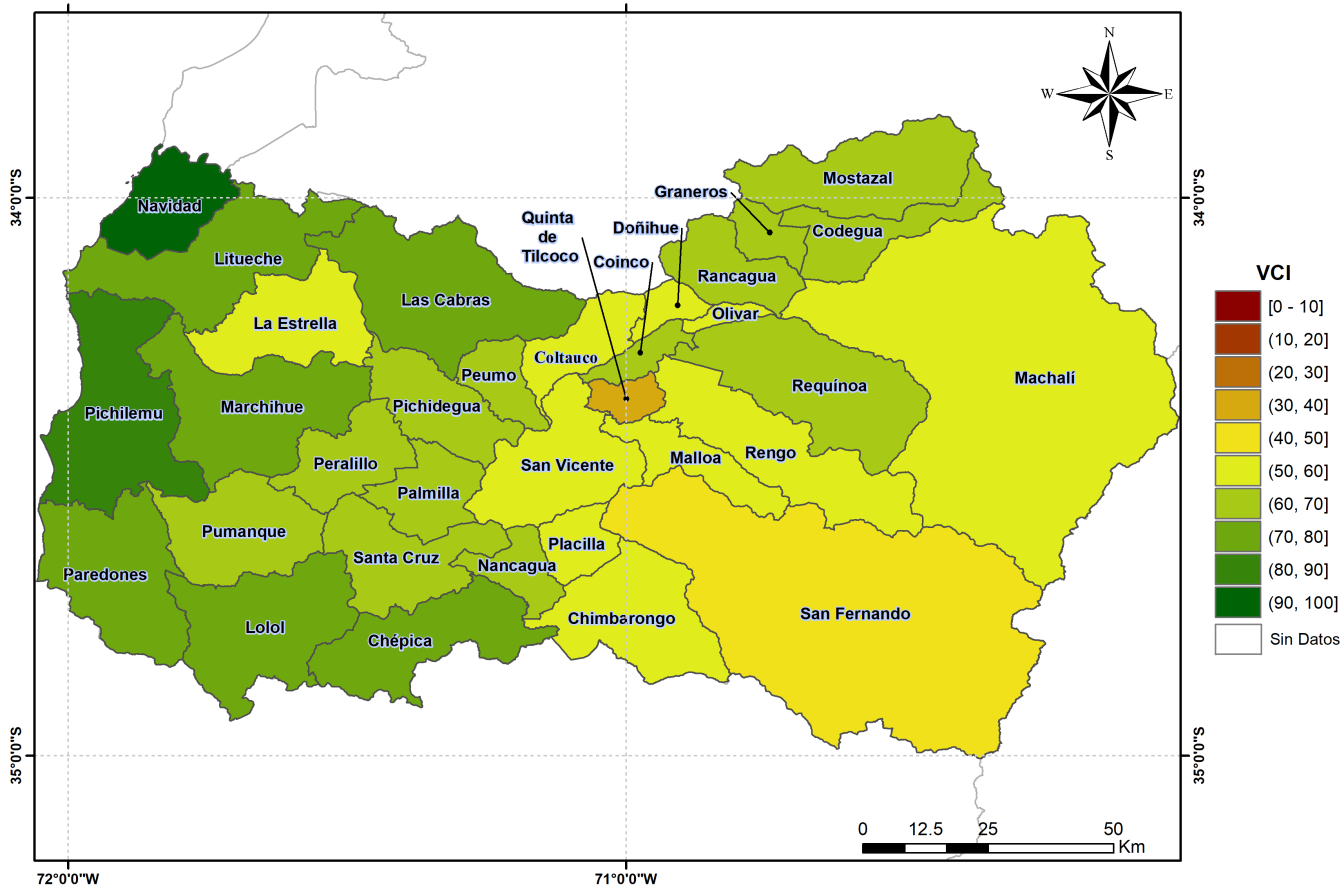 N
W
E
S
34°0'0"S
34°0'0"S
Navidad
Litueche
La Estrella
Las Cabras
Quinta
de
Tilcoco
Doñihue
Coinco
Graneros
Mostazal
Codegua
Rancagua
Olivar
Coltauco
Peumo
Pichidegua
Pichilemu
Marchihue
Requínoa
Machalí
Peralillo
Palmilla
San Vicente
Malloa
Rengo
Pumanque
Santa Cruz
Placilla
Nancagua
Paredones
Lolol
Chépica
Chimbarongo
San Fernando
35°0'0"S
35°0'0"S
0
12.5
25
50
Km
72°0'0"W
71°0'0"W
VCI
[0 - 10]
(10, 20]
(20, 30]
(30, 40]
(40, 50]
(50, 60]
(60, 70]
(70, 80]
(80, 90]
(90, 100]
Sin Datos